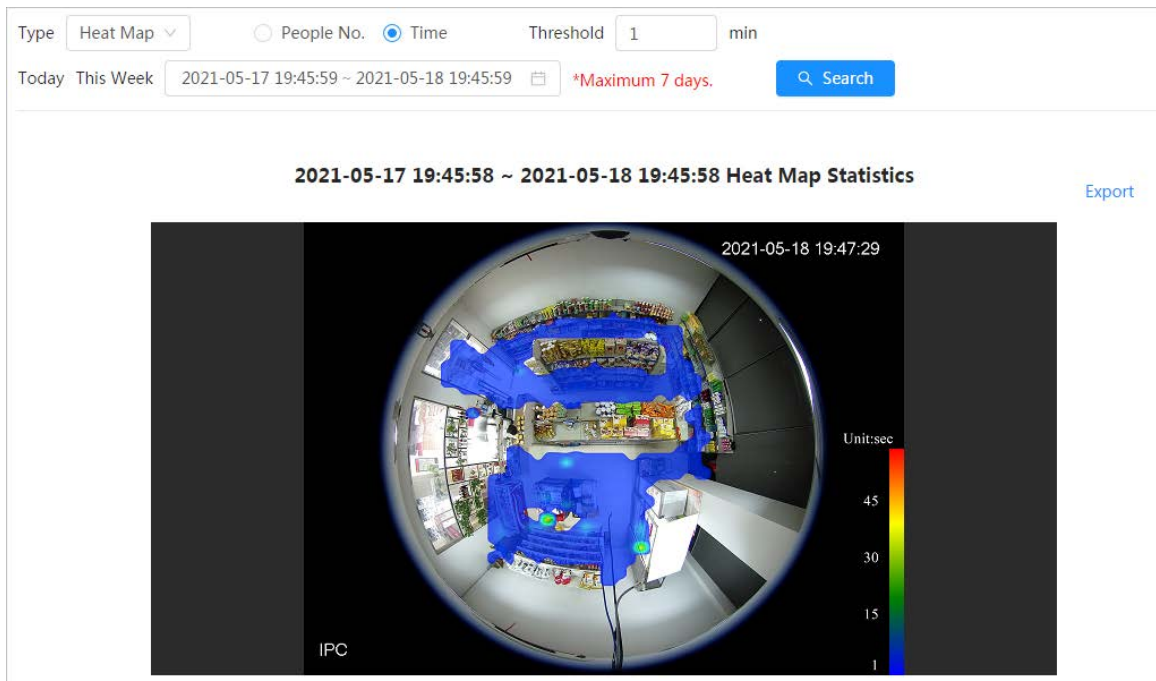 Type Heat Map People No. Time Threshold 1 min
Today This Week 2021-05-17 19:45:59 ~ 2021-05-18 19:45:59 *Maximum 7 days. Search
2021-05-17 19:45:58 ~ 2021-05-18 19:45:58 Heat Map Statistics
Export
2021-05-18 19:47:29
Unit:sec
45
30
15
1
IPC